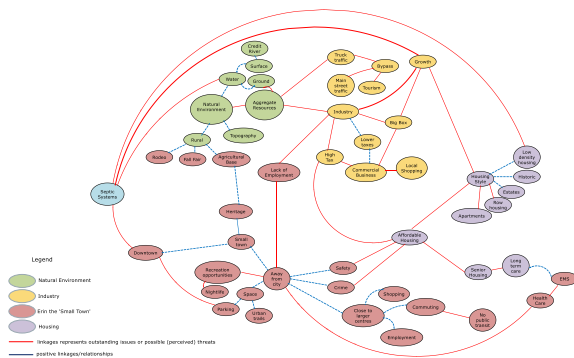 Credit
River
Surface
Water
Ground
Natural
Environment
Aggregate
Resources
Topography
Rural
Rodeo
Fall Fair
Agricultural
Base
Truck
traffic
Bypass
Growth
Main
street
traffic
Tourism
Industry
Big Box
Lower
taxes
High
Tax
Commercial
Business
Local
Shopping
Low
density
housing
Housing
Style
Historic
Estates
Row
housing
Apartments
Septic
Systems
Lack of
Employment
Heritage
Small
town
Downtown
Affordable
Housing
Away
from
city
Recreation
opportunities
Nightlife
Space
Parking
Urban
trails
Safety
Crime
Senior
Housing
Long
term
care
EMS
Health
Care
Shopping
Close to
larger
centres
Commuting
No
public
transit
Employment
Legend
Natural Environment
Industry
Erin the 'Small Town'
Housing
linkages represents outstanding issues or possible (perceived) threats
positive linkages/relationships